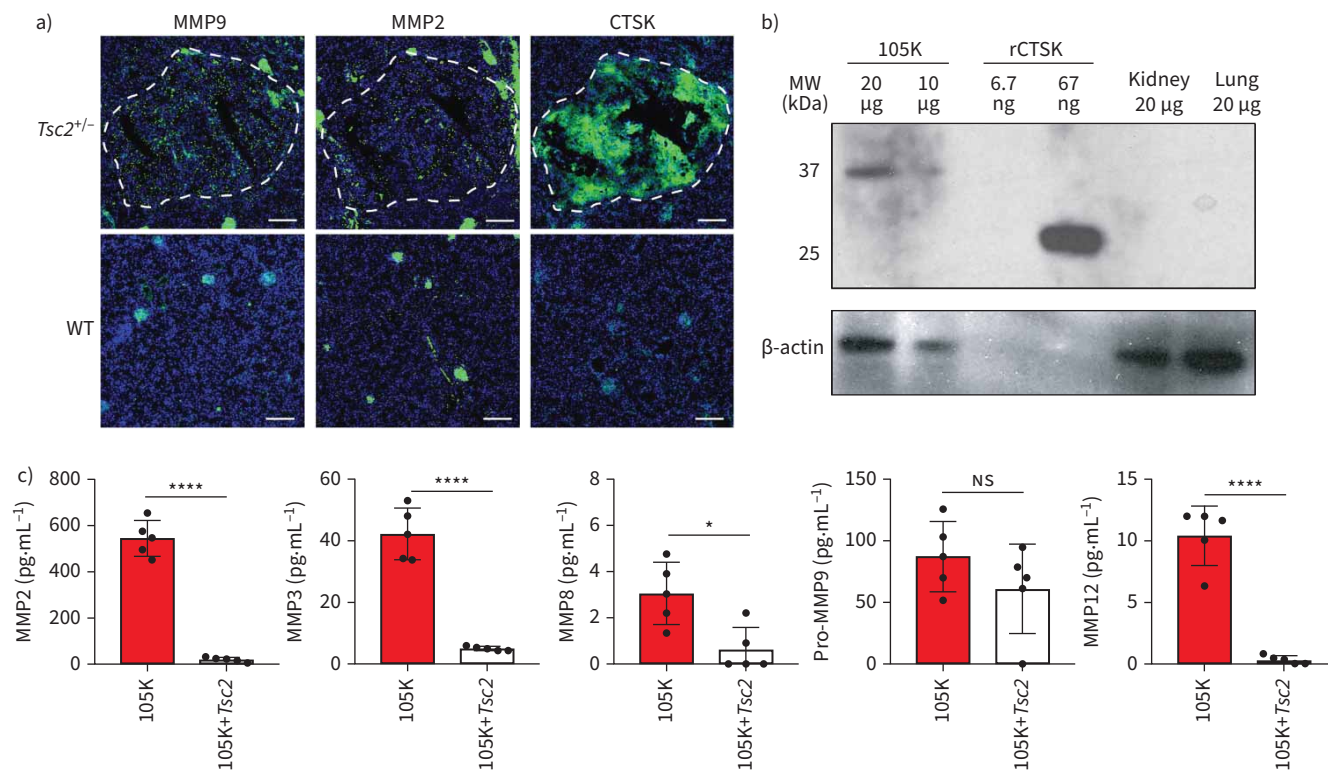 a)
MMP9 MMP2 CTSK
Tsc2+/–
WT
b)
105K rCTSK
MW (kDa) 20 µg 10 µg 6.7 ng 67 ng Kidney 20 µg Lung 20 µg
37
25
β-actin
c)
MMP2 (pg·mL−1)
800
600
400
200
0
****
105K
105K+Tsc2
MMP3 (pg·mL−1)
60
40
20
0
****
105K
105K+Tsc2
MMP8 (pg·mL−1)
8
6
4
2
0
*
105K
105K+Tsc2
Pro-MMP9 (pg·mL−1)
150
100
50
0
NS
105K
105K+Tsc2
MMP12 (pg·mL−1)
15
10
5
0
****
105K
105K+Tsc2